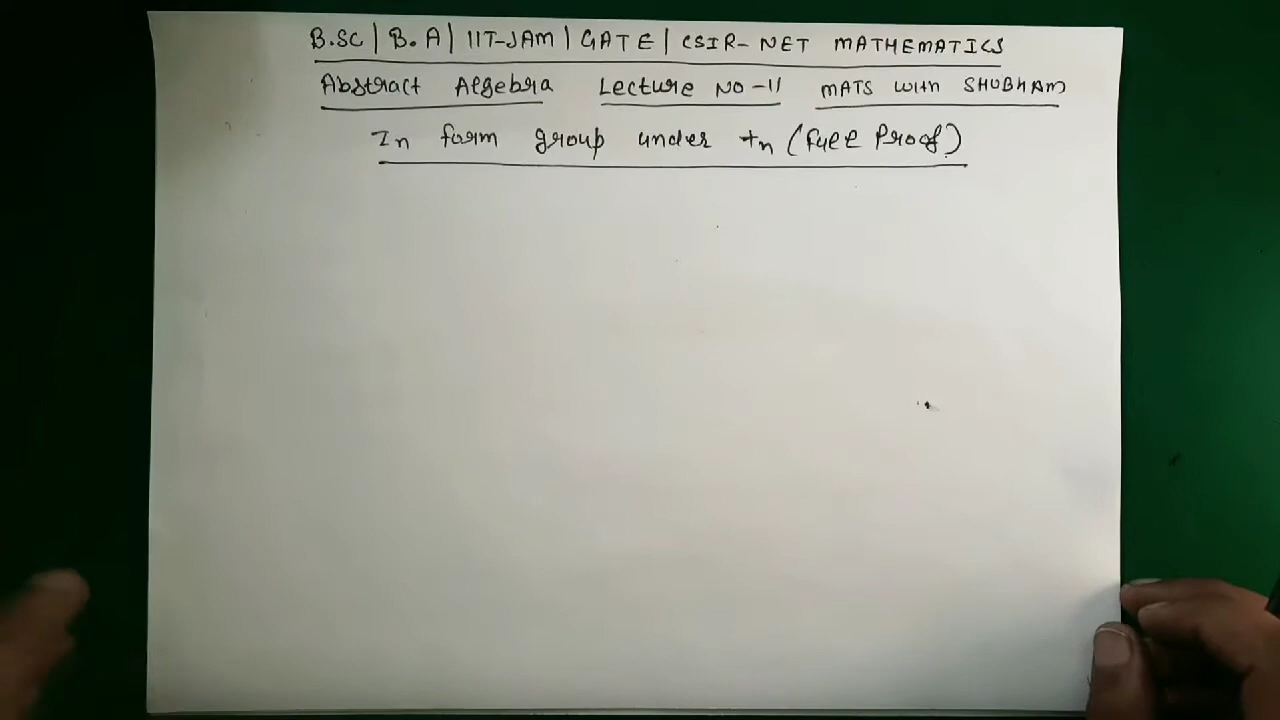 B.SC | B.A | IIT-JAM | GATE | CSIR-NET MATHEMATICS
Abstract Algebra Lecture NO-11 MATS with SHUBHAM
Zn form group under +n (Full Proof)